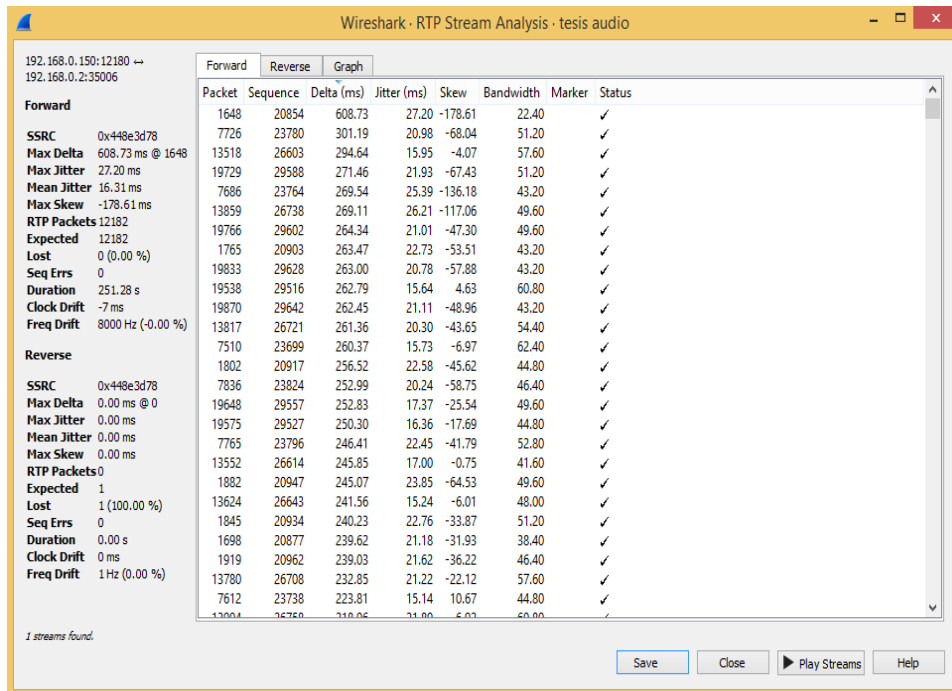 Wireshark · RTP Stream Analysis · tesis audio
192.168.0.150:12180 ↔
192.168.0.2:35006
Forward
SSRC 0x448e3d78
Max Delta 608.73 ms @ 1648
Max Jitter 27.20 ms
Mean Jitter 16.31 ms
Max Skew -178.61 ms
RTP Packets 12182
Expected 12182
Lost 0 (0.00 %)
Seq Errs 0
Duration 251.28 s
Clock Drift -7 ms
Freq Drift 8000 Hz (-0.00 %)
Reverse
SSRC 0x448e3d78
Max Delta 0.00 ms @ 0
Max Jitter 0.00 ms
Mean Jitter 0.00 ms
Max Skew 0.00 ms
RTP Packets 0
Expected 1
Lost 1 (100.00 %)
Seq Errs 0
Duration 0.00 s
Clock Drift 0 ms
Freq Drift 1 Hz (0.00 %)
1 streams found.
Forward Reverse Graph
Packet Sequence Delta (ms) Jitter (ms) Skew Bandwidth Marker Status
1648 20854 608.73 27.20 -178.61 22.40 ✓
7726 23780 301.19 20.98 -68.04 51.20 ✓
13518 26603 294.64 15.95 -4.07 57.60 ✓
19729 29588 271.46 21.93 -67.43 51.20 ✓
7686 23764 269.54 25.39 -136.18 43.20 ✓
13859 26738 269.11 26.21 -117.06 49.60 ✓
19766 29602 264.34 21.01 -47.30 49.60 ✓
1765 20903 263.47 22.73 -53.51 43.20 ✓
19833 29628 263.00 20.78 -57.88 43.20 ✓
19538 29516 262.79 15.64 4.63 60.80 ✓
19870 29642 262.45 21.11 -48.96 43.20 ✓
13817 26721 261.36 20.30 -43.65 54.40 ✓
7510 23699 260.37 15.73 -6.97 62.40 ✓
1802 20917 256.52 22.58 -45.62 44.80 ✓
7836 23824 252.99 20.24 -58.75 46.40 ✓
19648 29557 252.83 17.37 -25.54 49.60 ✓
19575 29527 250.30 16.36 -17.69 44.80 ✓
7765 23796 246.41 22.45 -41.79 52.80 ✓
13552 26614 245.85 17.00 -0.75 41.60 ✓
1882 20947 245.07 23.85 -64.53 49.60 ✓
13624 26643 241.56 15.24 -6.01 48.00 ✓
1845 20934 240.23 22.76 -33.87 51.20 ✓
1698 20877 239.62 21.18 -31.93 38.40 ✓
1919 20962 239.03 21.62 -36.22 46.40 ✓
13780 26708 232.85 21.22 -22.12 57.60 ✓
7612 23738 223.81 15.14 10.67 44.80 ✓
Save Close Play Streams Help